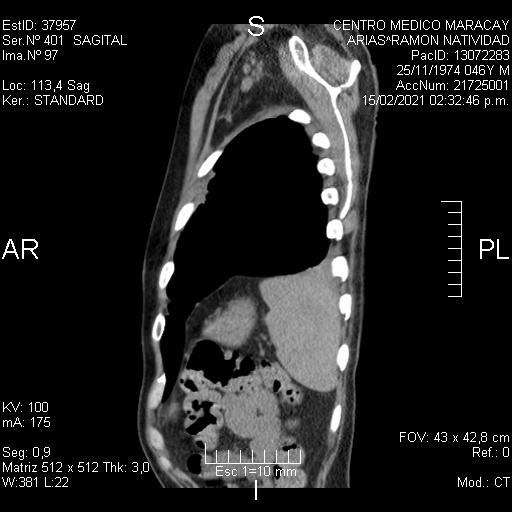 EstID: 37957
Ser.Nº 401 SAGITAL
Ima.Nº 97
Loc: 113,4 Sag
Ker.: STANDARD
S
CENTRO MEDICO MARACAY
ARIAS^RAMON NATIVIDAD
PacID: 13072283
25/11/1974 046Y M
AccNum: 21725001
15/02/2021 02:32:46 p.m.
AR
PL
KV: 100
mA: 175
Seg: 0,9
Matriz 512 x 512 Thk: 3,0
W:381 L:22
Esc 1=10 mm
I
FOV: 43 x 42,8 cm
Ref.: 0
Mod.: CT